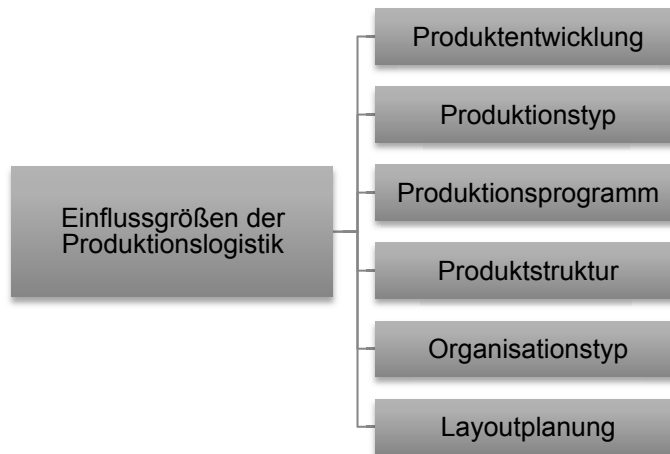 Einflussgrößen der
Produktionslogistik
Produktentwicklung
Produktionstyp
Produktionsprogramm
Produktstruktur
Organisationstyp
Layoutplanung